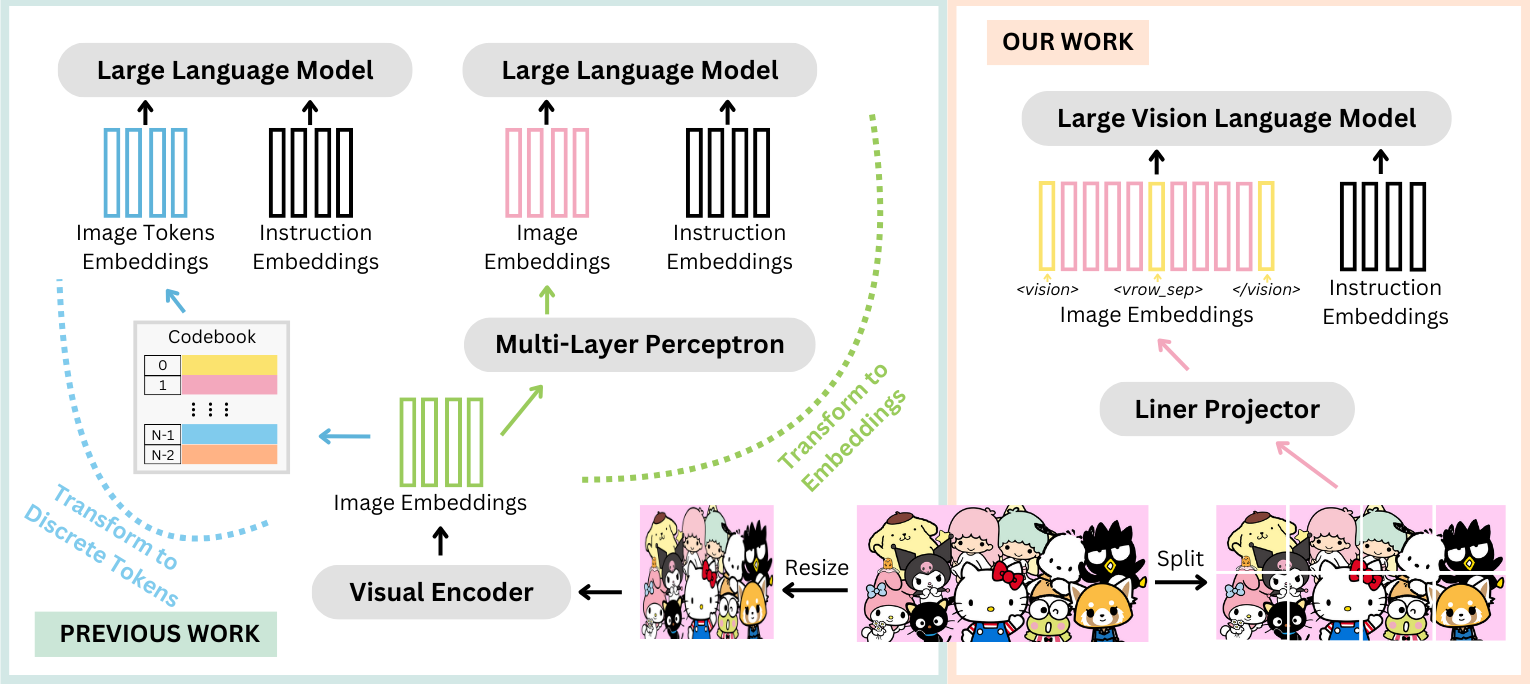 Large Language Model
Image Tokens
Embeddings
Instruction
Embeddings
Codebook
0
1
N-1
N-2
Transform to
Discrete Tokens
PREVIOUS WORK
Large Language Model
Image
Embeddings
Instruction
Embeddings
Multi-Layer Perceptron
Transform to
Embeddings
Image Embeddings
Visual Encoder
Resize
OUR WORK
Large Vision Language Model
<vision>
<vrow_sep>
</vision>
Image Embeddings
Instruction
Embeddings
Liner Projector
Split